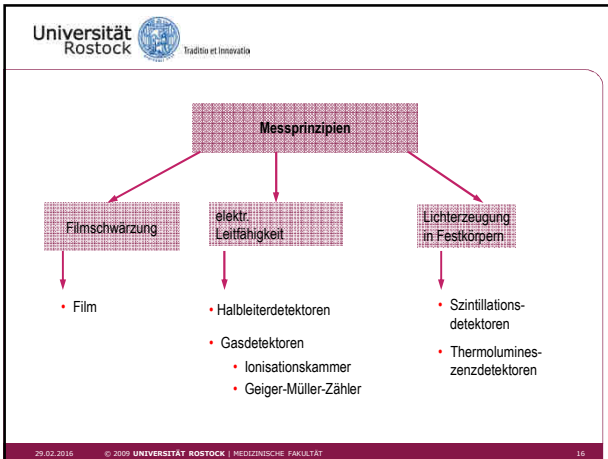 Universität
Rostock
Traditio et Innovatio
Messprinzipien
Filmschwärzung
elektr.
Leitfähigkeit
Lichterzeugung
in Festkörpern
• Film
• Halbleiterdetektoren
• Gasdetektoren
• Ionisationskammer
• Geiger-Müller-Zähler
• Szintillations-
detektoren
• Thermolumines-
zenzdetektoren
29.02.2016 © 2009 UNIVERSITÄT ROSTOCK | MEDIZINISCHE FAKULTÄT 16